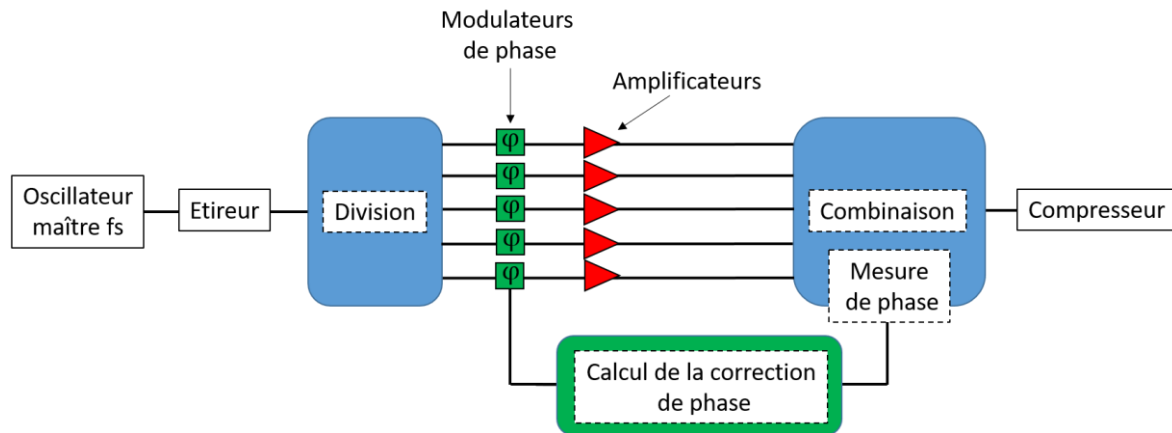 Modulateurs
de phase
Amplificateurs
φ
φ
φ
φ
φ
Oscillateur
maître fs
Etireur
Division
Combinaison
Compresseur
Mesure
de phase
Calcul de la correction
de phase